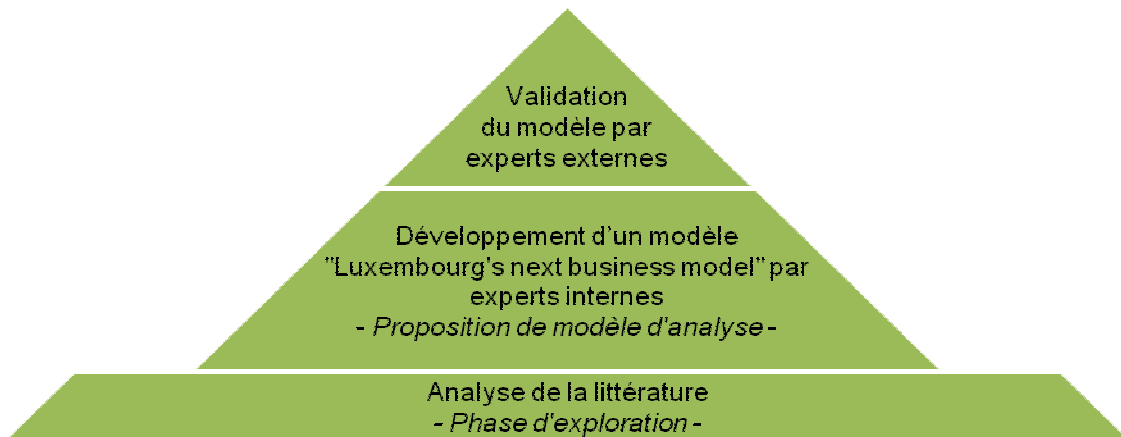 Validation
du modèle par
experts externes
Développement d'un modèle
"Luxembourg's next business model" par
experts internes
- Proposition de modèle d'analyse -
Analyse de la littérature
- Phase d'exploration -